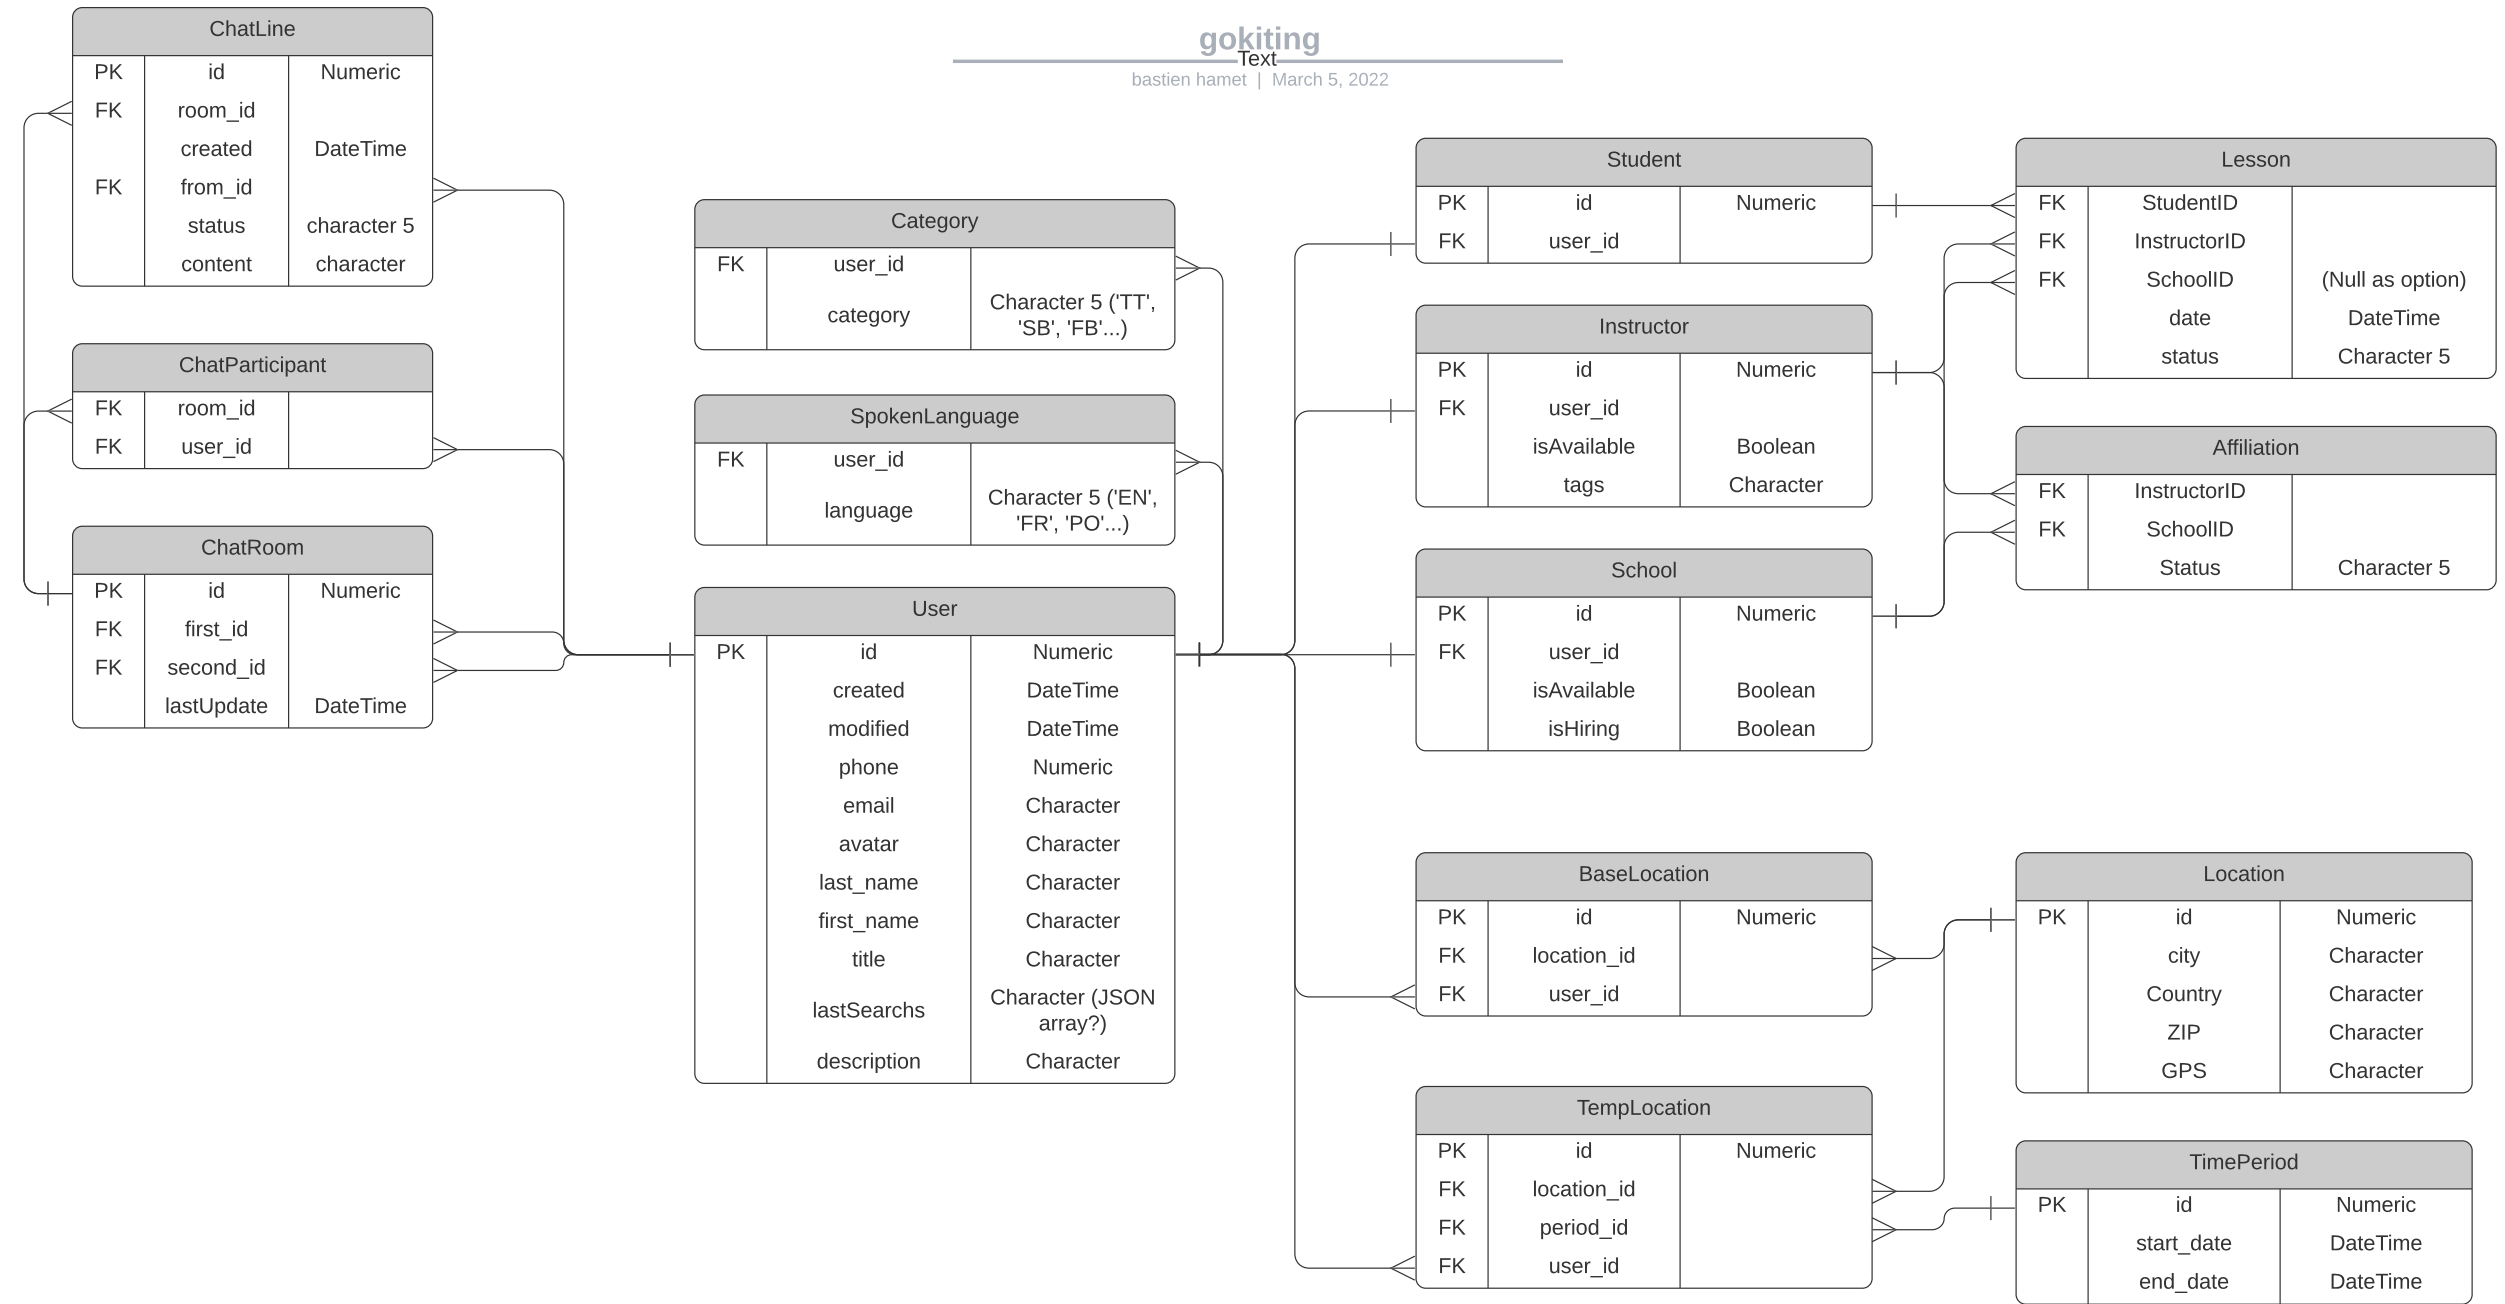 gokiting
Text
bastien hamet | March 5, 2022
ChatLine
PK id Numeric
FK room_id
created DateTime
FK from_id
status character 5
content character
ChatParticipant
FK room_id
FK user_id
ChatRoom
PK id Numeric
FK first_id
FK second_id
lastUpdate DateTime
Category
FK user_id
category Character 5 ('TT',
'SB', 'FB'...)
SpokenLanguage
FK user_id
language Character 5 ('EN',
'FR', 'PO'...)
User
PK id Numeric
created DateTime
modified DateTime
phone Numeric
email Character
avatar Character
last_name Character
first_name Character
title Character
lastSearchs Character (JSON
array?)
description Character
Student
PK id Numeric
FK user_id
Instructor
PK id Numeric
FK user_id
isAvailable Boolean
tags Character
School
PK id Numeric
FK user_id
isAvailable Boolean
isHiring Boolean
BaseLocation
PK id Numeric
FK location_id
FK user_id
TempLocation
PK id Numeric
FK location_id
FK period_id
FK user_id
Lesson
FK StudentID
FK InstructorID
FK SchoolID (Null as option)
date DateTime
status Character 5
Affiliation
FK InstructorID
FK SchoolID
Status Character 5
Location
PK id Numeric
city Character
Country Character
ZIP Character
GPS Character
TimePeriod
PK id Numeric
start_date DateTime
end_date DateTime